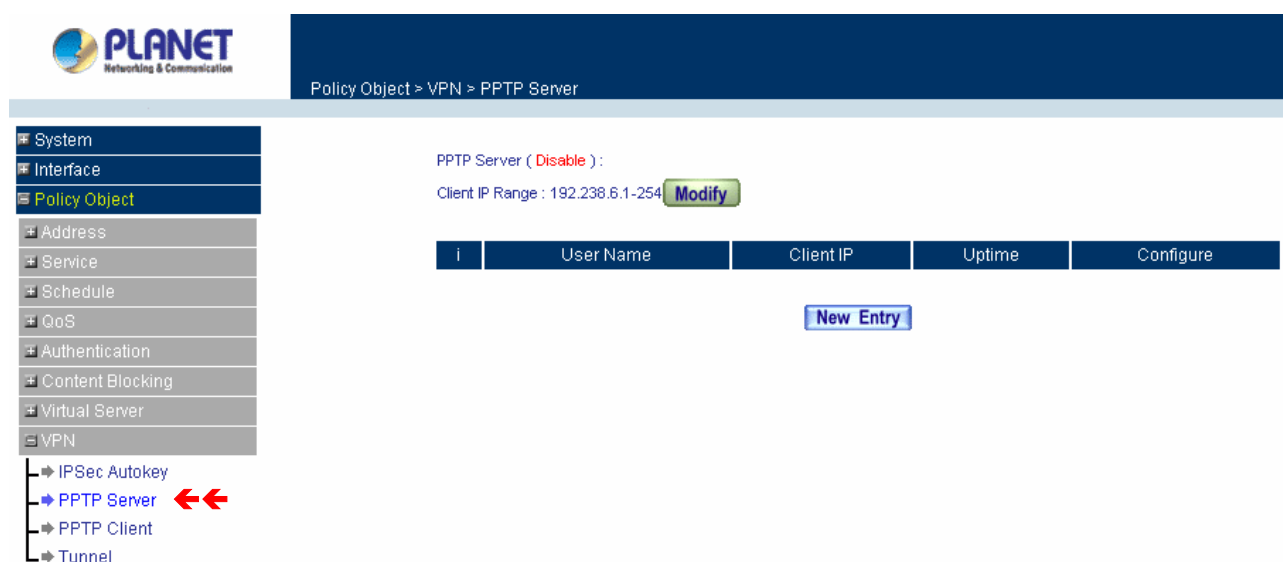 PLANET
Networking & Communication
Policy Object > VPN > PPTP Server
System
Interface
Policy Object
Address
Service
Schedule
QoS
Authentication
Content Blocking
Virtual Server
VPN
IPSec Autokey
PPTP Server
PPTP Client
Tunnel
PPTP Server ( Disable ) :
Client IP Range : 192.238.6.1-254 Modify
i User Name Client IP Uptime Configure
New Entry